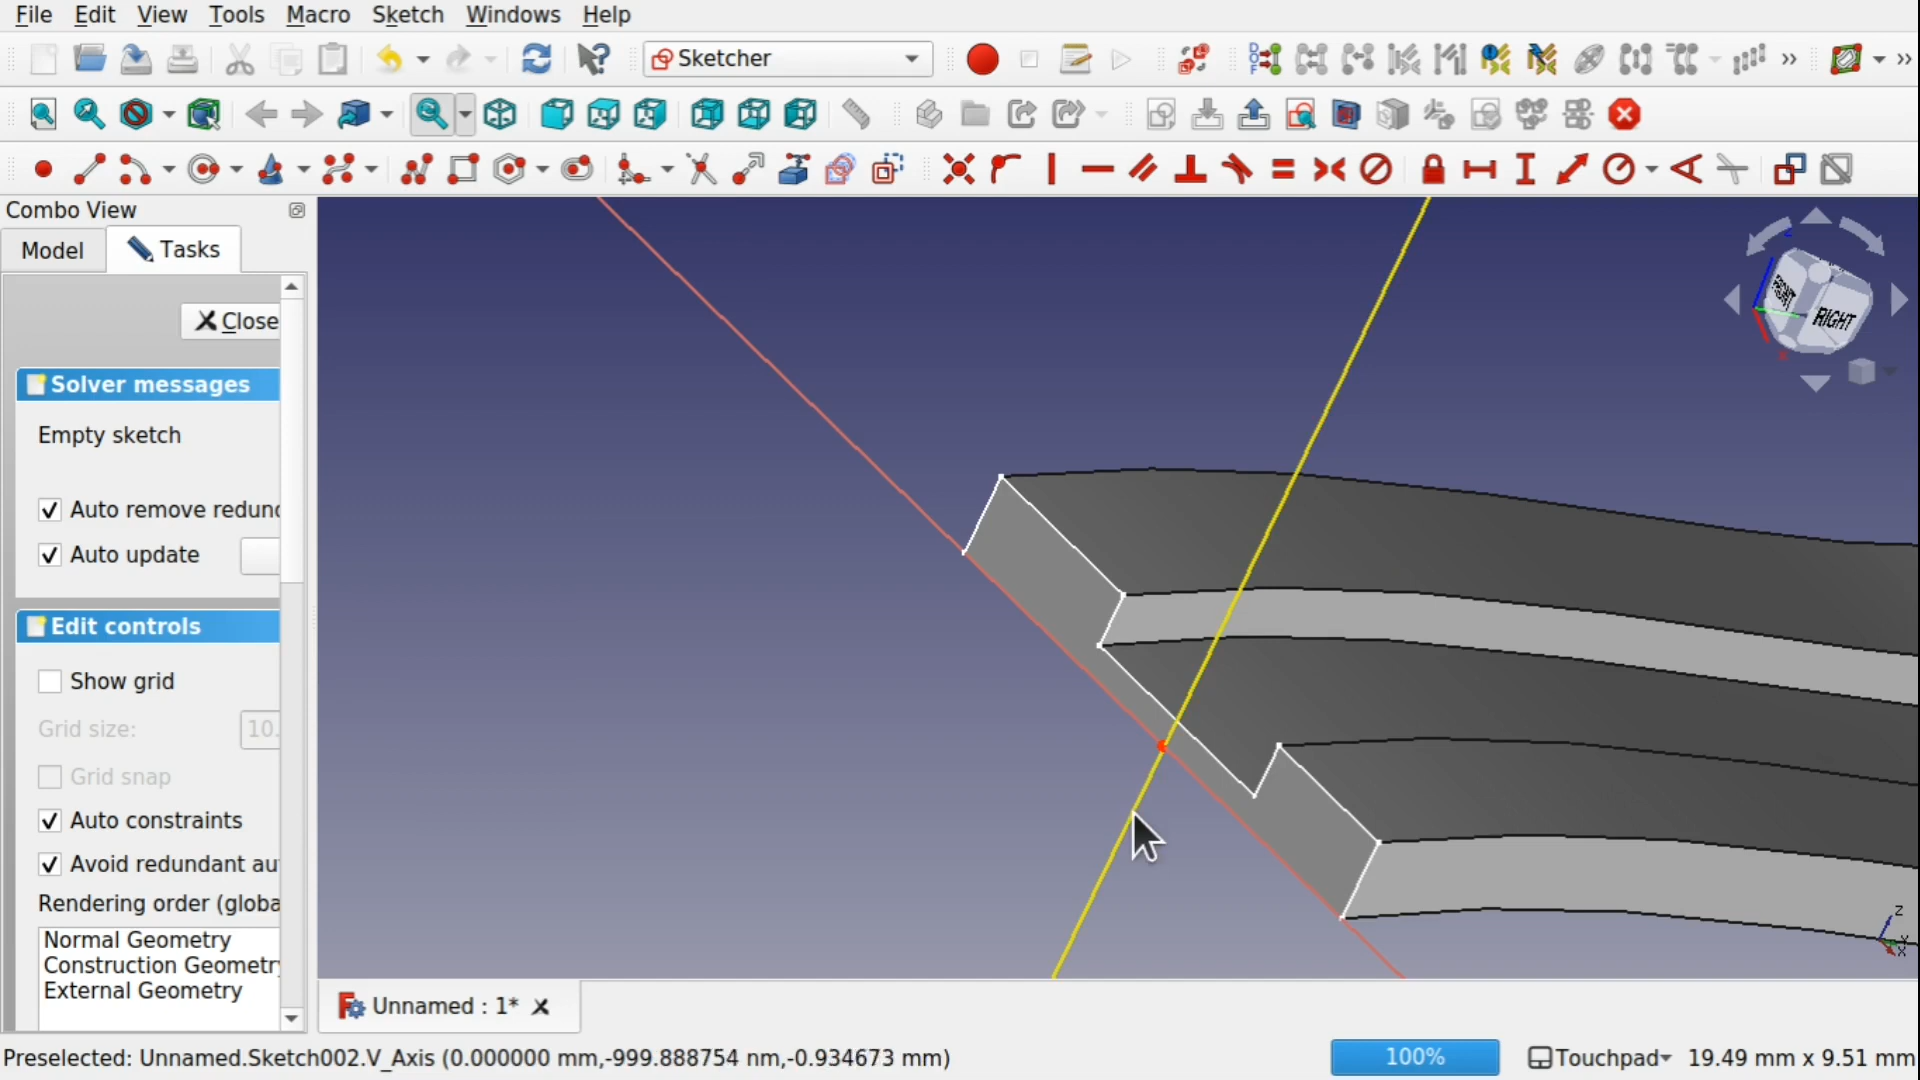 File Edit View Tools Macro Sketch Windows Help
Sketcher
Combo View
Model Tasks
Close
Solver messages
Empty sketch
Auto remove redund
Auto update
Edit controls
Show grid
Grid size: 10.
Grid snap
Auto constraints
Avoid redundant au
Rendering order (globa
Normal Geometry
Construction Geometr
External Geometry
RIGHT
Z
Unnamed : 1*
Preselected: Unnamed.Sketch002.V_Axis (0.000000 mm,-999.888754 nm,-0.934673 mm)
100%
Touchpad
19.49 mm x 9.51 mm